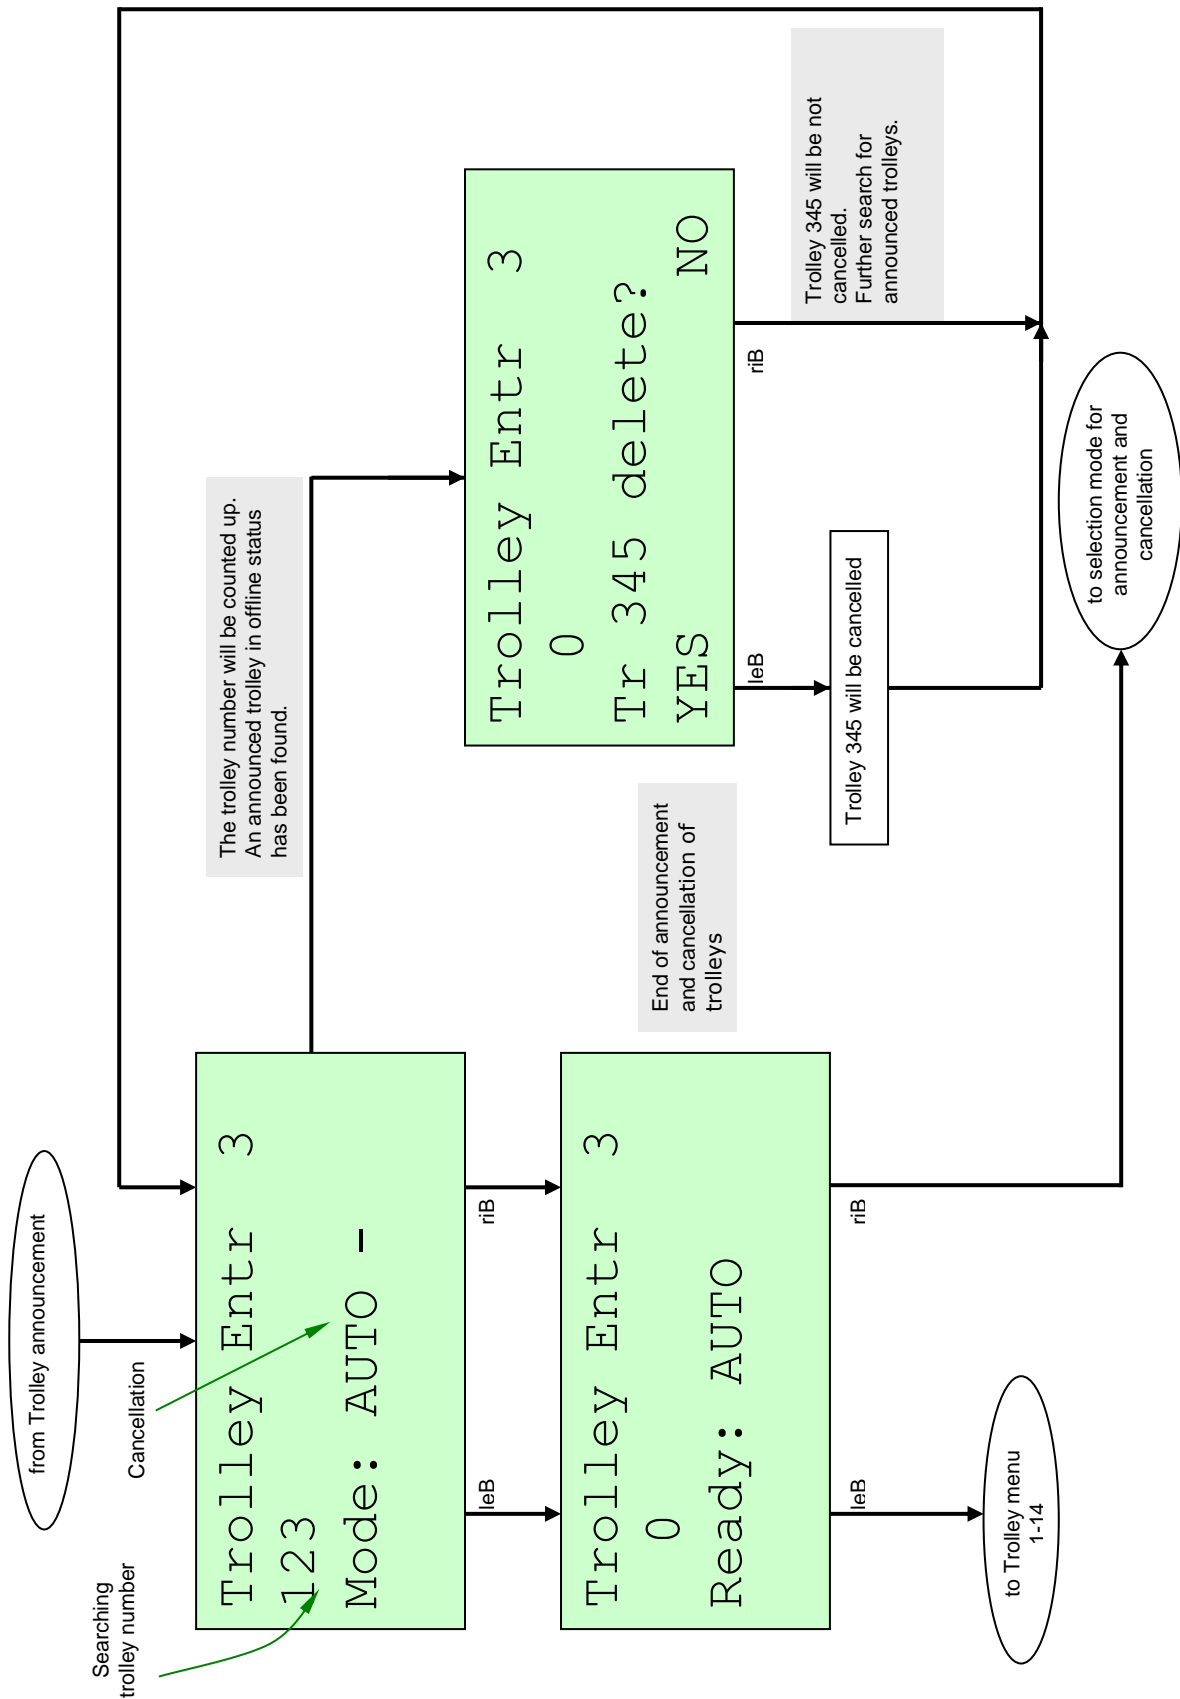 from Trolley announcement
Searching
trolley number
Cancellation
Trolley Entr 3
123
Mode: AUTO –
leB
riB
The trolley number will be counted up.
An announced trolley in offline status
has been found.
Trolley Entr 3
0
Tr 345 delete?
YES NO
leB
riB
Trolley 345 will be cancelled
Trolley 345 will be not
cancelled.
Further search for
announced trolleys.
Trolley Entr 3
0
Ready: AUTO
leB
riB
End of announcement
and cancellation of
trolleys
to Trolley menu
1-14
to selection mode for
announcement and
cancellation